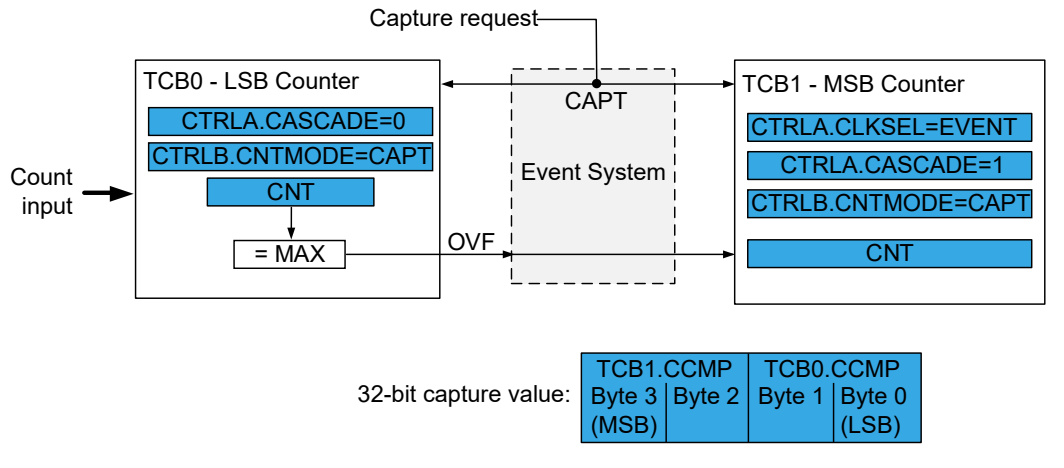 Capture request
TCB0 - LSB Counter
CTRLA.CASCADE=0
CTRLB.CNTMODE=CAPT
CNT
= MAX
Count
input
OVF
CAPT
Event System
TCB1 - MSB Counter
CTRLA.CLKSEL=EVENT
CTRLA.CASCADE=1
CTRLB.CNTMODE=CAPT
CNT
32-bit capture value:
TCB1.CCMP TCB0.CCMP
Byte 3 Byte 2 Byte 1 Byte 0
(MSB) (LSB)